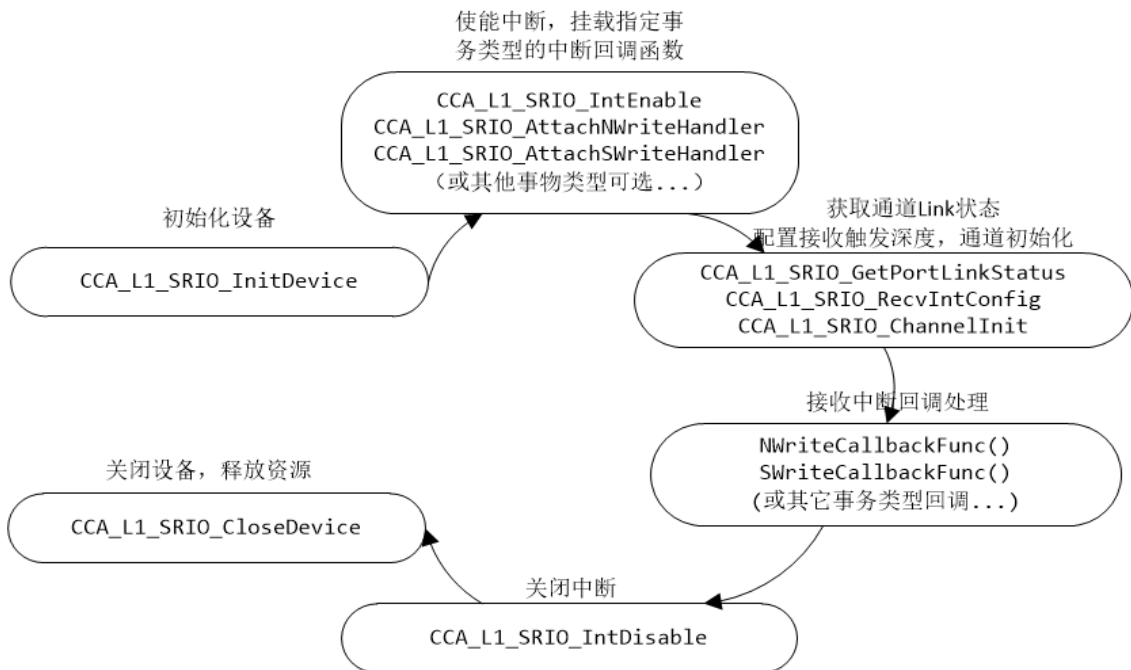 使能中断，挂载指定事
务类型的中断回调函数
CCA_L1_SRIO_IntEnable
CCA_L1_SRIO_AttachNWriteHandler
CCA_L1_SRIO_AttachSWriteHandler
（或其他事物类型可选...）
初始化设备
CCA_L1_SRIO_InitDevice
获取通道Link状态
配置接收触发深度，通道初始化
CCA_L1_SRIO_GetPortLinkStatus
CCA_L1_SRIO_RecvIntConfig
CCA_L1_SRIO_ChannelInit
接收中断回调处理
NWriteCallbackFunc()
SWriteCallbackFunc()
(或其它事务类型回调...)
关闭中断
CCA_L1_SRIO_IntDisable
关闭设备，释放资源
CCA_L1_SRIO_CloseDevice